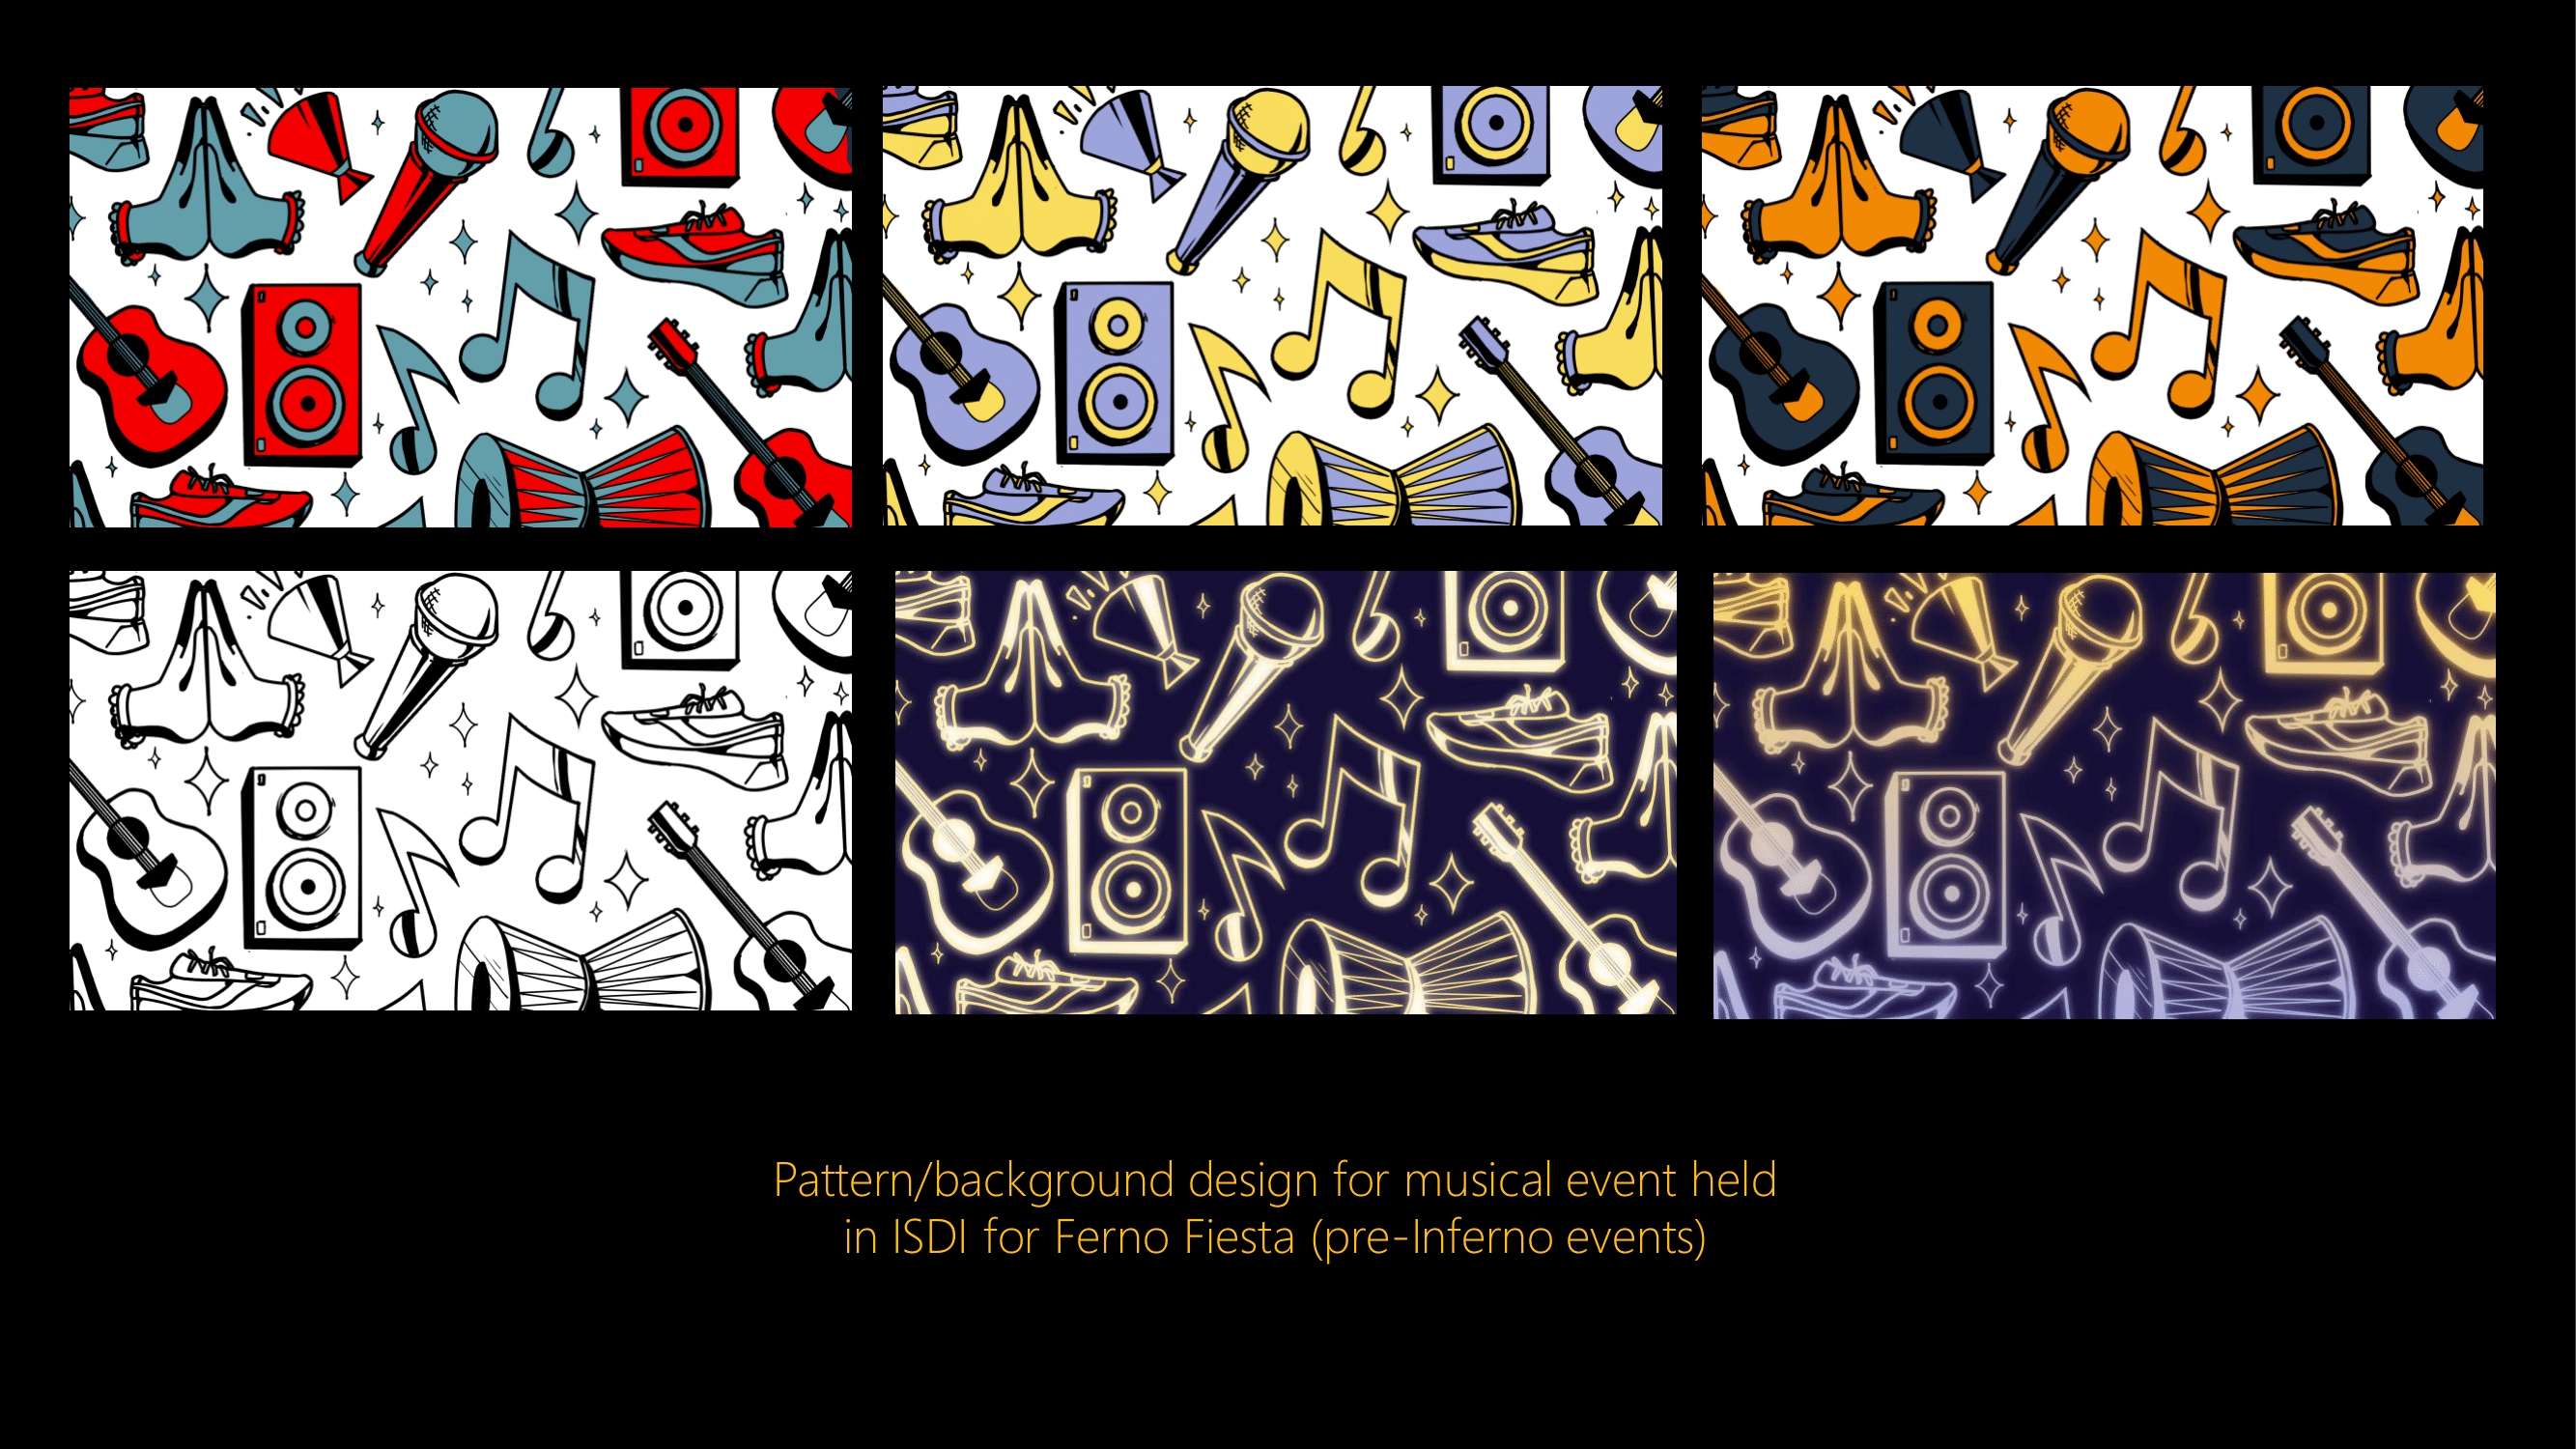 Pattern/background design for musical event held
in ISDI for Ferno Fiesta (pre-Inferno events)